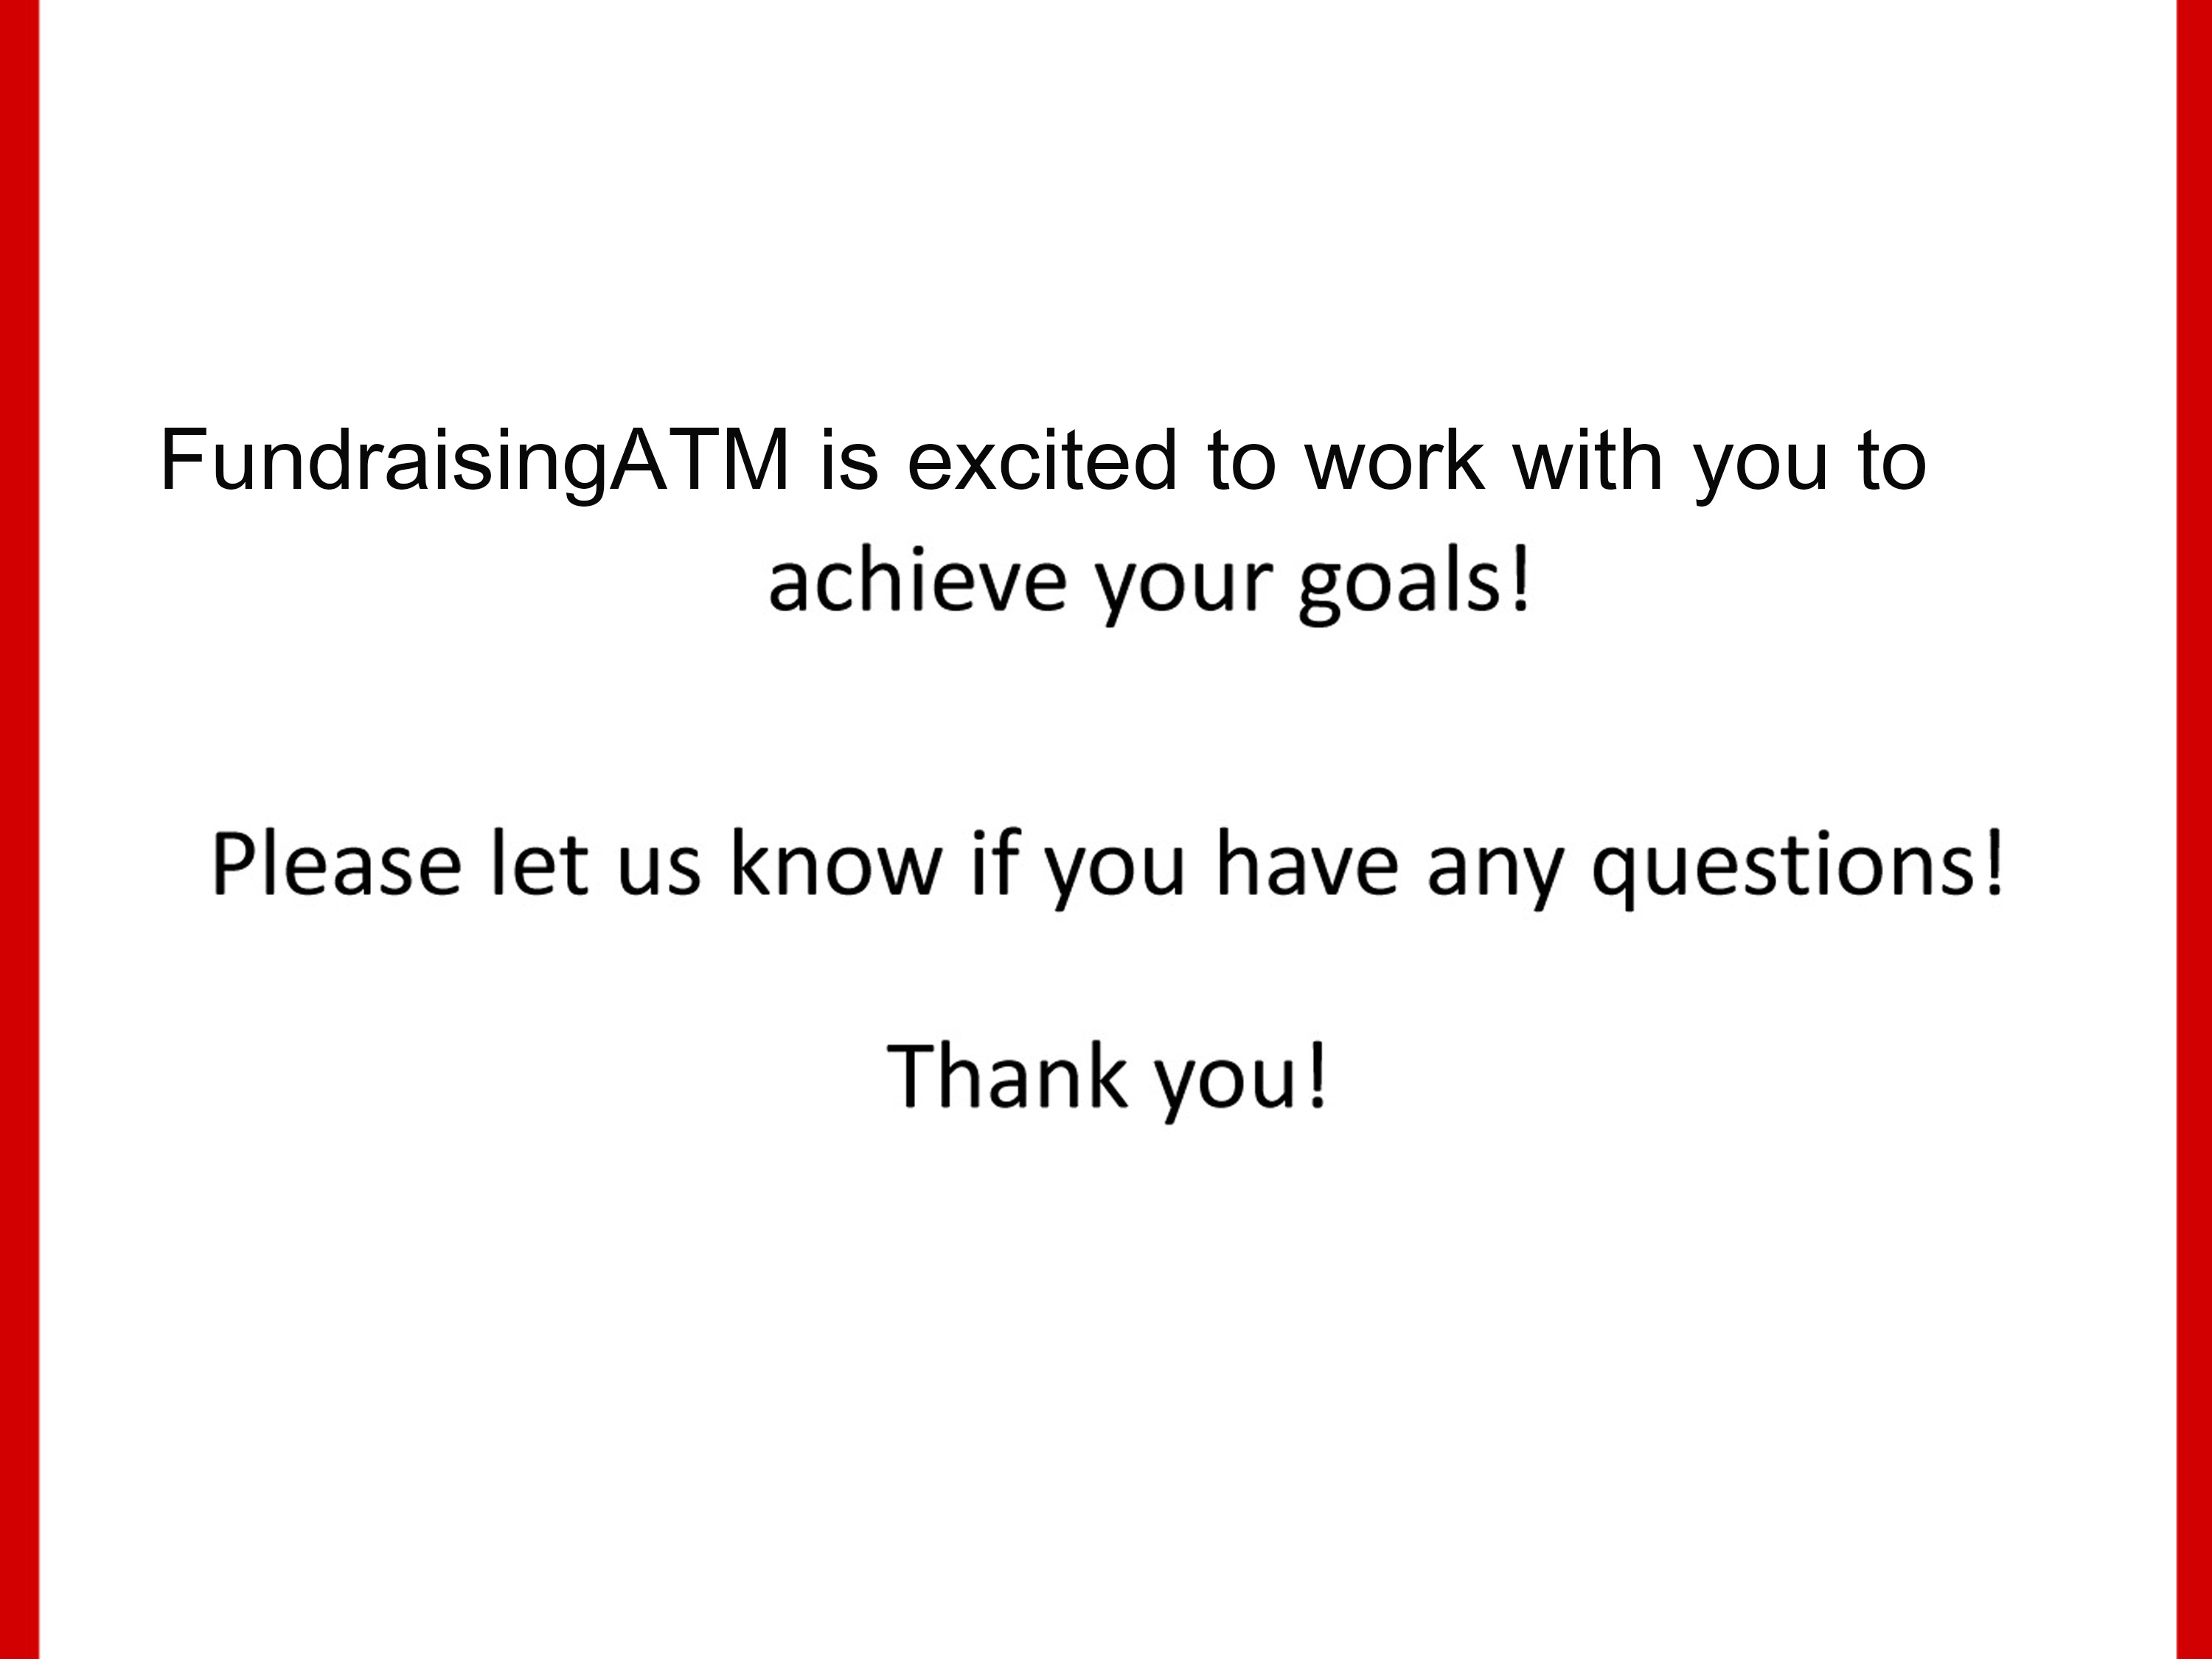 FundraisingATM is excited to work with you to
achieve your goals!
Please let us know if you have any questions!
Thank you!